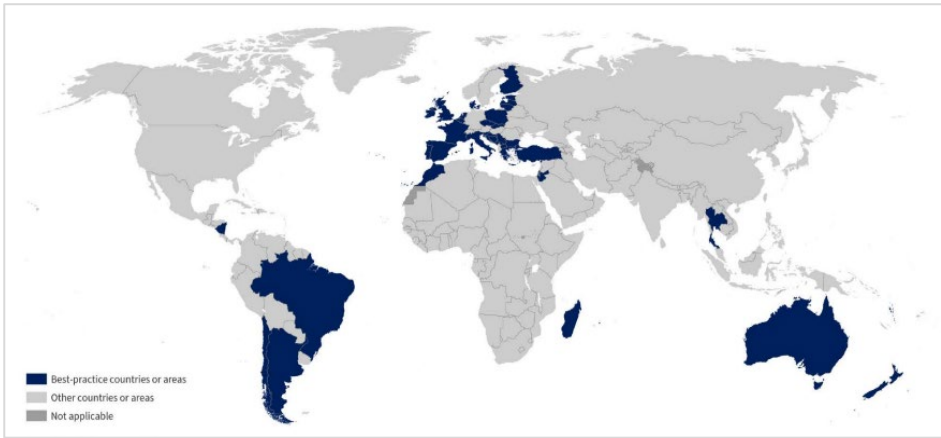 Best-practice countries or areas
Other countries or areas
Not applicable